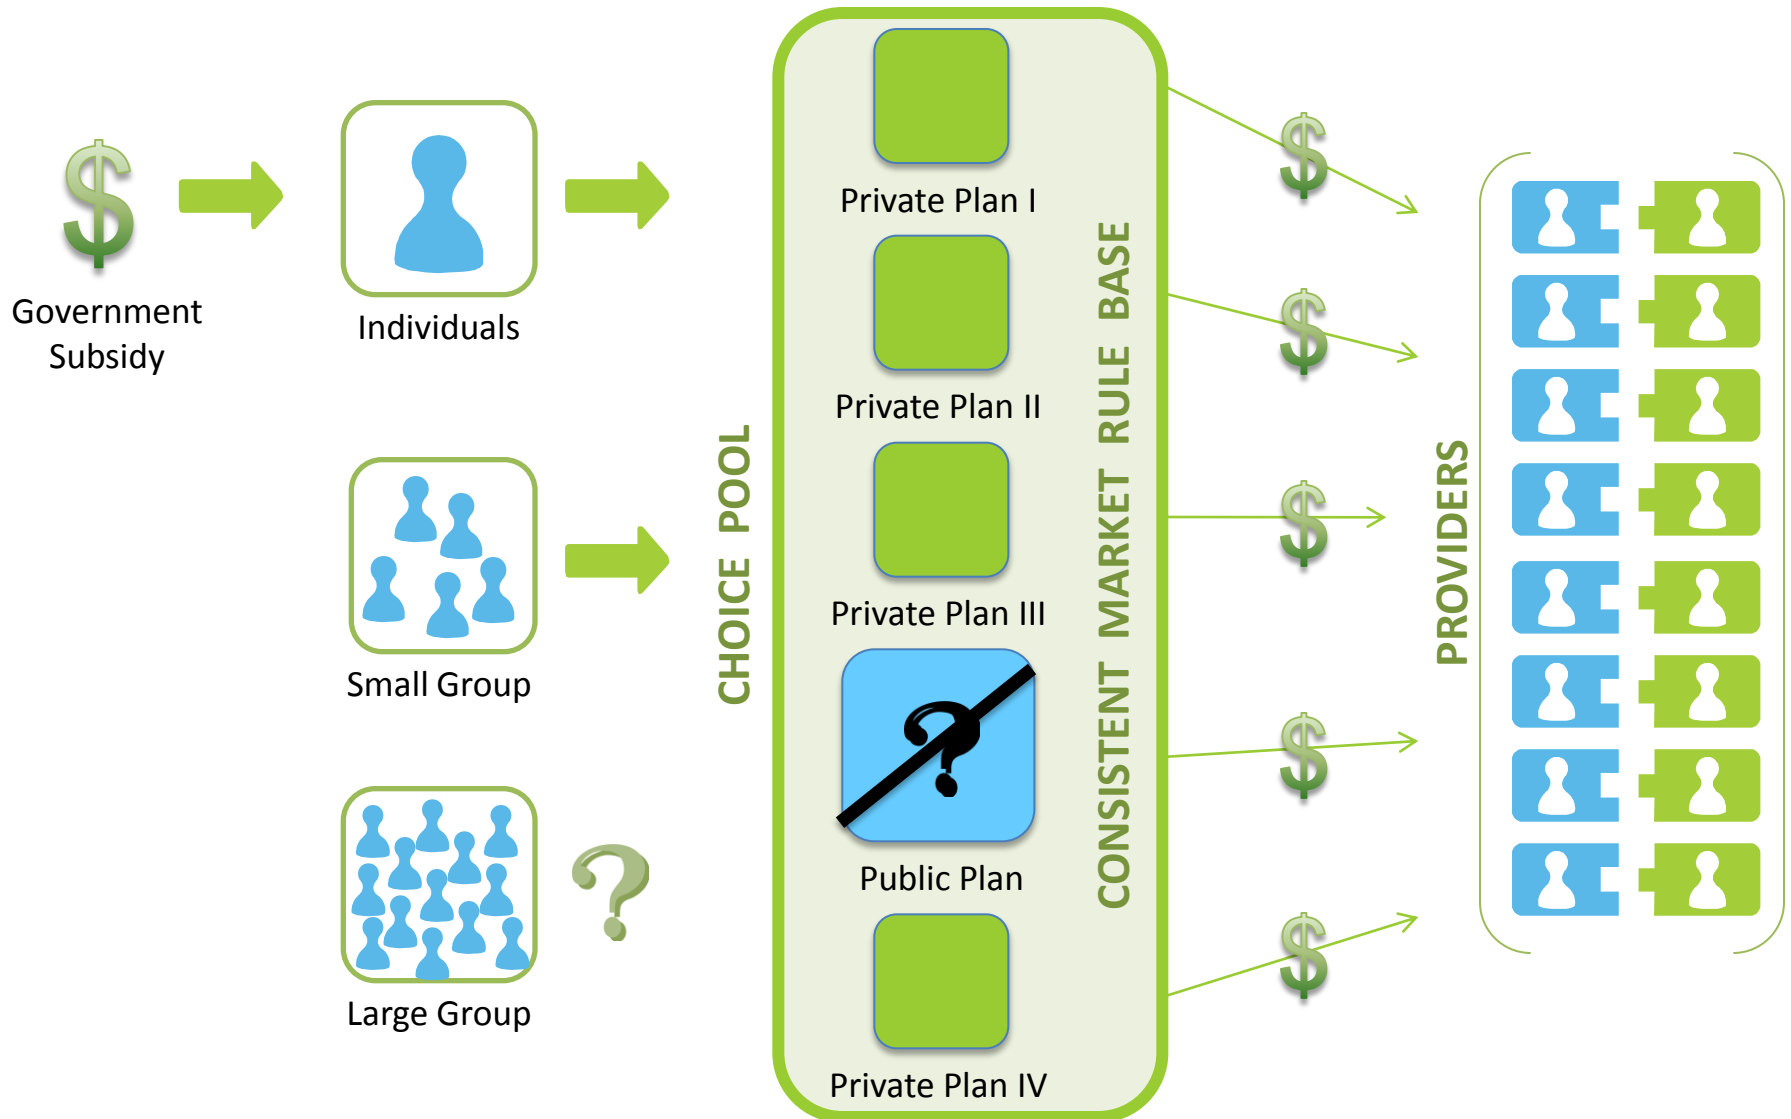 Government
Subsidy
Individuals
Small Group
Large Group
?
CHOICE POOL
Private Plan I
Private Plan II
Private Plan III
?
Public Plan
Private Plan IV
CONSISTENT MARKET RULE BASE
$
$
$
$
$
$
PROVIDERS